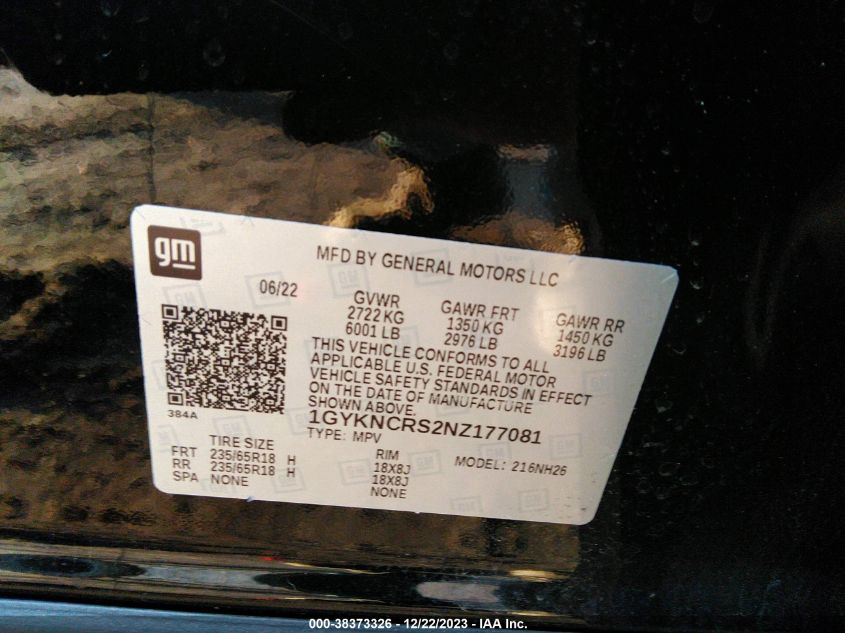 gm
MFD BY GENERAL MOTORS LLC
06/22
GVWR GAWR FRT GAWR RR
2722 KG 1350 KG 1450 KG
6001 LB 2976 LB 3196 LB
THIS VEHICLE CONFORMS TO ALL
APPLICABLE U.S. FEDERAL MOTOR
VEHICLE SAFETY STANDARDS IN EFFECT
ON THE DATE OF MANUFACTURE
SHOWN ABOVE.
384A
1GYKNCRS2NZ177081
TYPE: MPV
TIRE SIZE RIM MODEL: 216NH26
FRT 235/65R18 H 18X8J
RR 235/65R18 H 18X8J
SPA NONE NONE
000-38373326 - 12/22/2023 - IAA Inc.